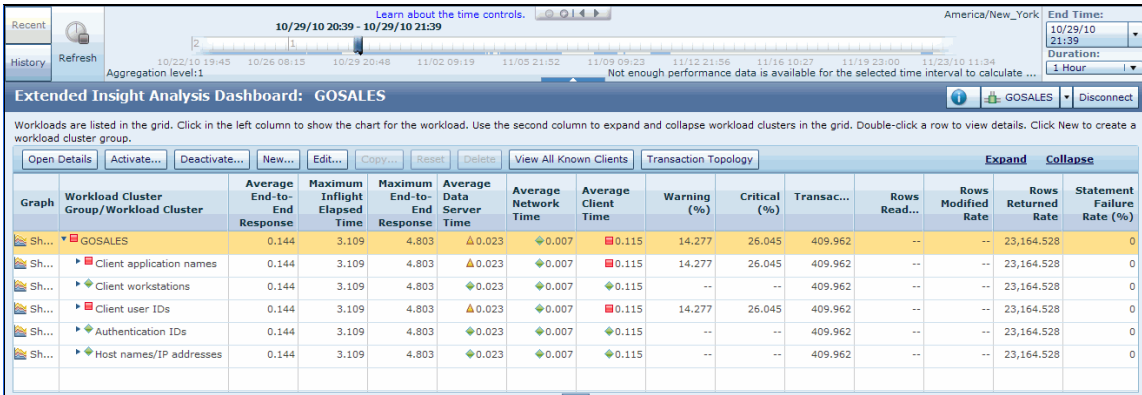 Recent
History
Refresh
Learn about the time controls.
10/29/10 20:39 - 10/29/10 21:39
America/New_York
End Time:
10/29/10 21:39
Duration:
1 Hour
2
1
10/22/10 19:45 10/26 08:15 10/29 20:48 11/02 09:19 11/05 21:52 11/09 09:23 11/12 21:56 11/16 10:27 11/19 23:00 11/23/10 11:34
Aggregation level:1
Not enough performance data is available for the selected time interval to calculate ...
Extended Insight Analysis Dashboard: GOSALES
GOSALES
Disconnect
Workloads are listed in the grid. Click in the left column to show the chart for the workload. Use the second column to expand and collapse workload clusters in the grid. Double-click a row to view details. Click New to create a
workload cluster group.
Open Details Activate... Deactivate... New... Edit... Copy... Reset Delete View All Known Clients Transaction Topology Expand Collapse
Graph Workload Cluster Group/Workload Cluster Average End-to-End Response Maximum Inflight Elapsed Time Maximum End-to-End Response Average Data Server Time Average Network Time Average Client Time Warning (%) Critical (%) Transac... Rows Read... Rows Modified Rate Rows Returned Rate Statement Failure Rate (%)
Sh... GOSALES 0.144 3.109 4.803 0.023 0.007 0.115 14.277 26.045 409.962 -- -- 23,164.528 0
Sh... Client application names 0.144 3.109 4.803 0.023 0.007 0.115 14.277 26.045 409.962 -- -- 23,164.528 0
Sh... Client workstations 0.144 3.109 4.803 0.023 0.007 0.115 -- -- 409.962 -- -- 23,164.528 0
Sh... Client user IDs 0.144 3.109 4.803 0.023 0.007 0.115 14.277 26.045 409.962 -- -- 23,164.528 0
Sh... Authentication IDs 0.144 3.109 4.803 0.023 0.007 0.115 -- -- 409.962 -- -- 23,164.528 0
Sh... Host names/IP addresses 0.144 3.109 4.803 0.023 0.007 0.115 -- -- 409.962 -- -- 23,164.528 0